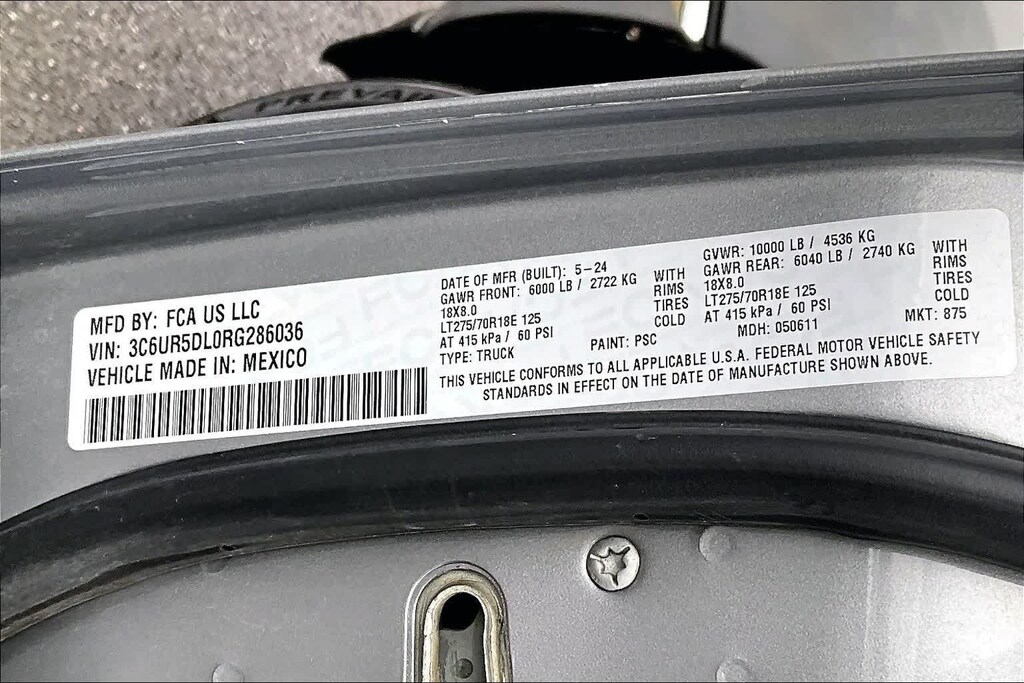 PREVAI
MFD BY: FCA US LLC
VIN: 3C6UR5DL0RG286036
VEHICLE MADE IN: MEXICO
DATE OF MFR (BUILT): 5-24
GAWR FRONT: 6000 LB / 2722 KG WITH
18X8.0 RIMS
LT275/70R18E 125 TIRES
AT 415 kPa / 60 PSI COLD
TYPE: TRUCK PAINT: PSC
GVWR: 10000 LB / 4536 KG
GAWR REAR: 6040 LB / 2740 KG WITH
18X8.0 RIMS
LT275/70R18E 125 TIRES
AT 415 kPa / 60 PSI COLD
MDH: 050611 MKT: 875
THIS VEHICLE CONFORMS TO ALL APPLICABLE U.S.A. FEDERAL MOTOR VEHICLE SAFETY
STANDARDS IN EFFECT ON THE DATE OF MANUFACTURE SHOWN ABOVE.